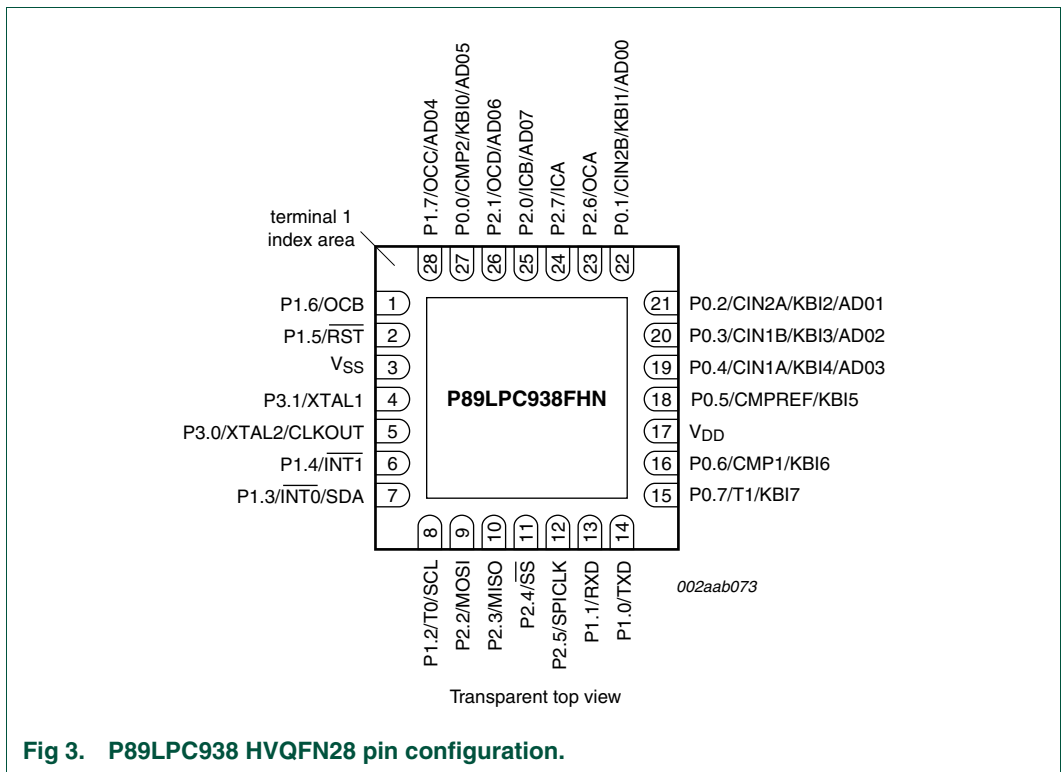 P1.7/OCC/AD04
P0.0/CMP2/KBI0/AD05
P2.1/OCD/AD06
P2.0/ICB/AD07
P2.7/ICA
P2.6/OCA
P0.1/CIN2B/KBI1/AD00
terminal 1
index area
28
27
26
25
24
23
22
P1.6/OCB 1
P1.5/RST 2
VSS 3
P3.1/XTAL1 4
P3.0/XTAL2/CLKOUT 5
P1.4/INT1 6
P1.3/INT0/SDA 7
P89LPC938FHN
21 P0.2/CIN2A/KBI2/AD01
20 P0.3/CIN1B/KBI3/AD02
19 P0.4/CIN1A/KBI4/AD03
18 P0.5/CMPREF/KBI5
17 VDD
16 P0.6/CMP1/KBI6
15 P0.7/T1/KBI7
8
9
10
11
12
13
14
P1.2/T0/SCL
P2.2/MOSI
P2.3/MISO
P2.4/SS
P2.5/SPICLK
P1.1/RXD
P1.0/TXD
002aab073
Transparent top view
Fig 3. P89LPC938 HVQFN28 pin configuration.